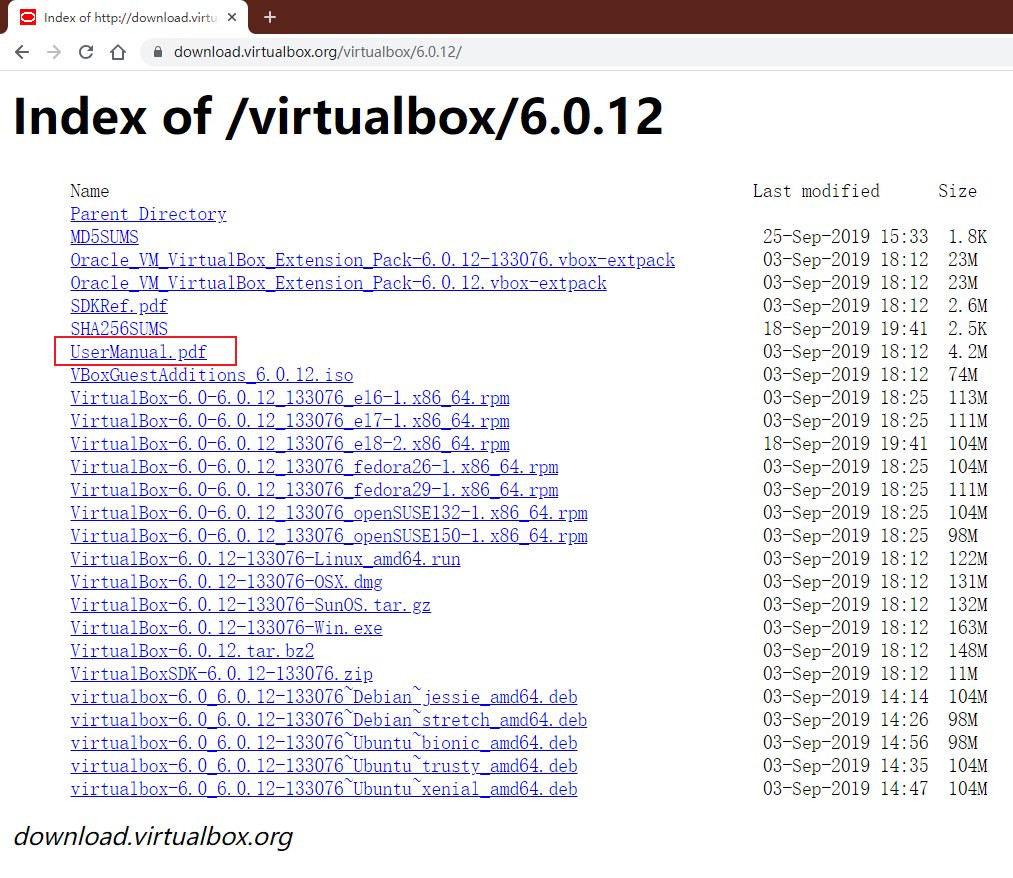 Index of http://download.virtu
download.virtualbox.org/virtualbox/6.0.12/
Index of /virtualbox/6.0.12
Name Last modified Size
Parent Directory
MD5SUMS 25-Sep-2019 15:33 1.8K
Oracle_VM_VirtualBox_Extension_Pack-6.0.12-133076.vbox-extpack 03-Sep-2019 18:12 23M
Oracle_VM_VirtualBox_Extension_Pack-6.0.12.vbox-extpack 03-Sep-2019 18:12 23M
SDKRef.pdf 03-Sep-2019 18:12 2.6M
SHA256SUMS 18-Sep-2019 19:41 2.5K
UserManual.pdf 03-Sep-2019 18:12 4.2M
VBoxGuestAdditions_6.0.12.iso 03-Sep-2019 18:12 74M
VirtualBox-6.0-6.0.12_133076_el6-1.x86_64.rpm 03-Sep-2019 18:25 113M
VirtualBox-6.0-6.0.12_133076_el7-1.x86_64.rpm 03-Sep-2019 18:25 111M
VirtualBox-6.0-6.0.12_133076_el8-2.x86_64.rpm 18-Sep-2019 19:41 104M
VirtualBox-6.0-6.0.12_133076_fedora26-1.x86_64.rpm 03-Sep-2019 18:25 104M
VirtualBox-6.0-6.0.12_133076_fedora29-1.x86_64.rpm 03-Sep-2019 18:25 111M
VirtualBox-6.0-6.0.12_133076_openSUSE132-1.x86_64.rpm 03-Sep-2019 18:25 104M
VirtualBox-6.0-6.0.12_133076_openSUSE150-1.x86_64.rpm 03-Sep-2019 18:25 98M
VirtualBox-6.0.12-133076-Linux_amd64.run 03-Sep-2019 18:12 122M
VirtualBox-6.0.12-133076-OSX.dmg 03-Sep-2019 18:12 131M
VirtualBox-6.0.12-133076-SunOS.tar.gz 03-Sep-2019 18:12 132M
VirtualBox-6.0.12-133076-Win.exe 03-Sep-2019 18:12 163M
VirtualBox-6.0.12.tar.bz2 03-Sep-2019 18:12 148M
VirtualBoxSDK-6.0.12-133076.zip 03-Sep-2019 18:12 11M
virtualbox-6.0_6.0.12-133076~Debian~jessie_amd64.deb 03-Sep-2019 14:14 104M
virtualbox-6.0_6.0.12-133076~Debian~stretch_amd64.deb 03-Sep-2019 14:26 98M
virtualbox-6.0_6.0.12-133076~Ubuntu~bionic_amd64.deb 03-Sep-2019 14:56 98M
virtualbox-6.0_6.0.12-133076~Ubuntu~trusty_amd64.deb 03-Sep-2019 14:35 104M
virtualbox-6.0_6.0.12-133076~Ubuntu~xenial_amd64.deb 03-Sep-2019 14:47 104M
download.virtualbox.org